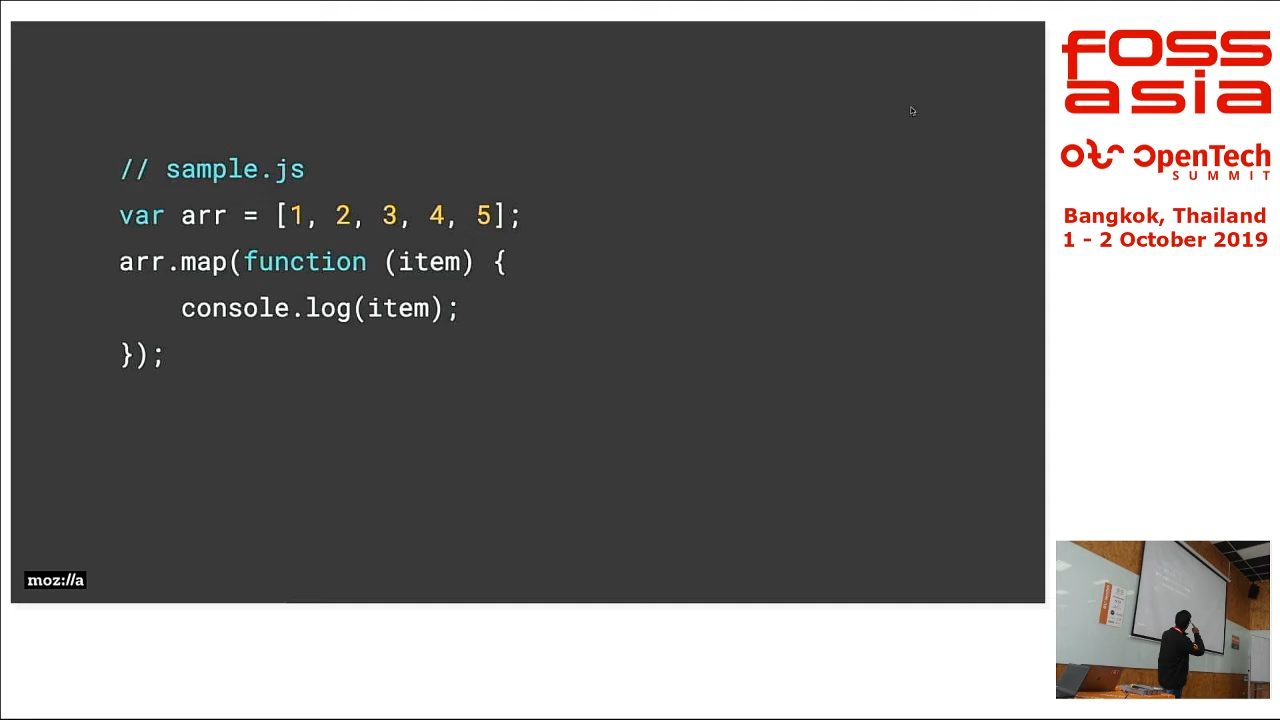 // sample.js
var arr = [1, 2, 3, 4, 5];
arr.map(function (item) {
    console.log(item);
});
moz://a
foss
asia
OpenTech
SUMMIT
Bangkok, Thailand
1 - 2 October 2019